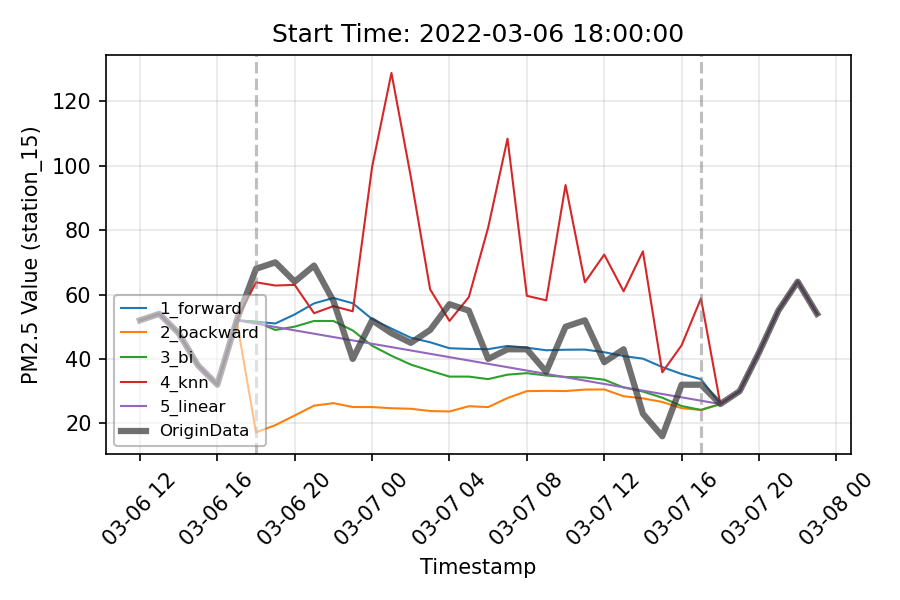 Start Time: 2022-03-06 18:00:00
PM2.5 Value (station_15)
120
100
80
60
40
20
1_forward
2_backward
3_bi
4_knn
5_linear
OriginData
03-06 12
03-06 16
03-06 20
03-07 00
03-07 04
03-07 08
03-07 12
03-07 16
03-07 20
03-08 00
Timestamp